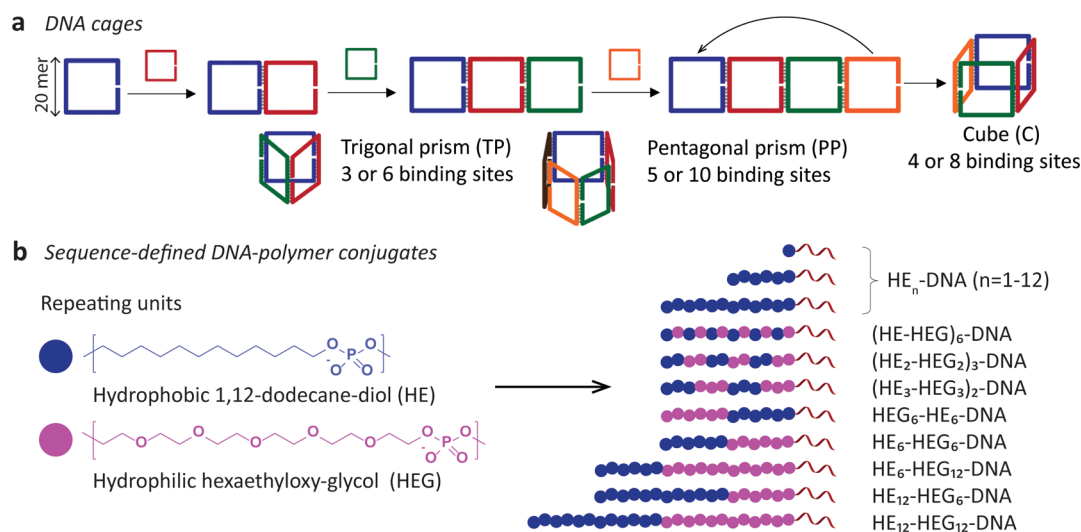 a DNA cages
20 mer
Trigonal prism (TP)
3 or 6 binding sites
Pentagonal prism (PP)
5 or 10 binding sites
Cube (C)
4 or 8 binding sites
b Sequence-defined DNA-polymer conjugates
Repeating units
O O
P
-O O
Hydrophobic 1,12-dodecane-diol (HE)
O O O O O O O
P
-O O
Hydrophilic hexaethyloxy-glycol (HEG)
HEn-DNA (n=1-12)
(HE-HEG)6-DNA
(HE2-HEG2)3-DNA
(HE3-HEG3)2-DNA
HEG6-HE6-DNA
HE6-HEG6-DNA
HE6-HEG12-DNA
HE12-HEG6-DNA
HE12-HEG12-DNA